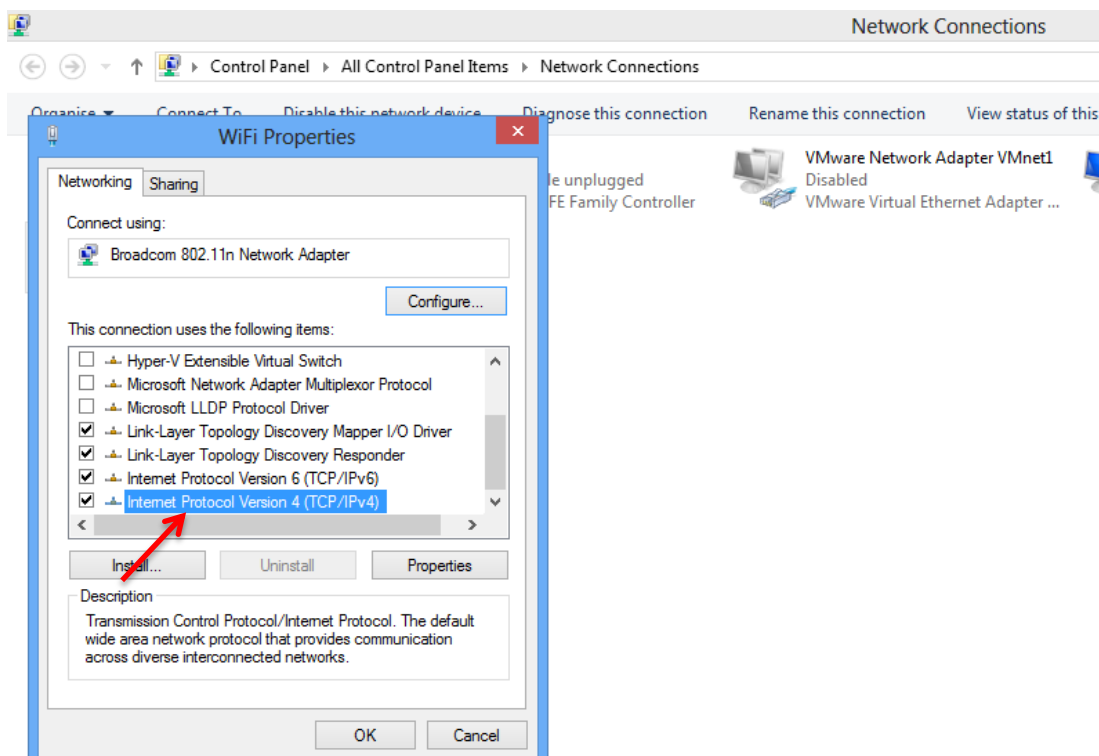 Network Connections
Control Panel All Control Panel Items Network Connections
Organise Connect To Disable this network device Diagnose this connection Rename this connection View status of this
WiFi Properties
Networking Sharing
Connect using:
Broadcom 802.11n Network Adapter
Configure...
This connection uses the following items:
Hyper-V Extensible Virtual Switch
Microsoft Network Adapter Multiplexor Protocol
Microsoft LLDP Protocol Driver
Link-Layer Topology Discovery Mapper I/O Driver
Link-Layer Topology Discovery Responder
Internet Protocol Version 6 (TCP/IPv6)
Internet Protocol Version 4 (TCP/IPv4)
Install... Uninstall Properties
Description
Transmission Control Protocol/Internet Protocol. The default
wide area network protocol that provides communication
across diverse interconnected networks.
OK Cancel
le unplugged
FE Family Controller
VMware Network Adapter VMnet1
Disabled
VMware Virtual Ethernet Adapter ...